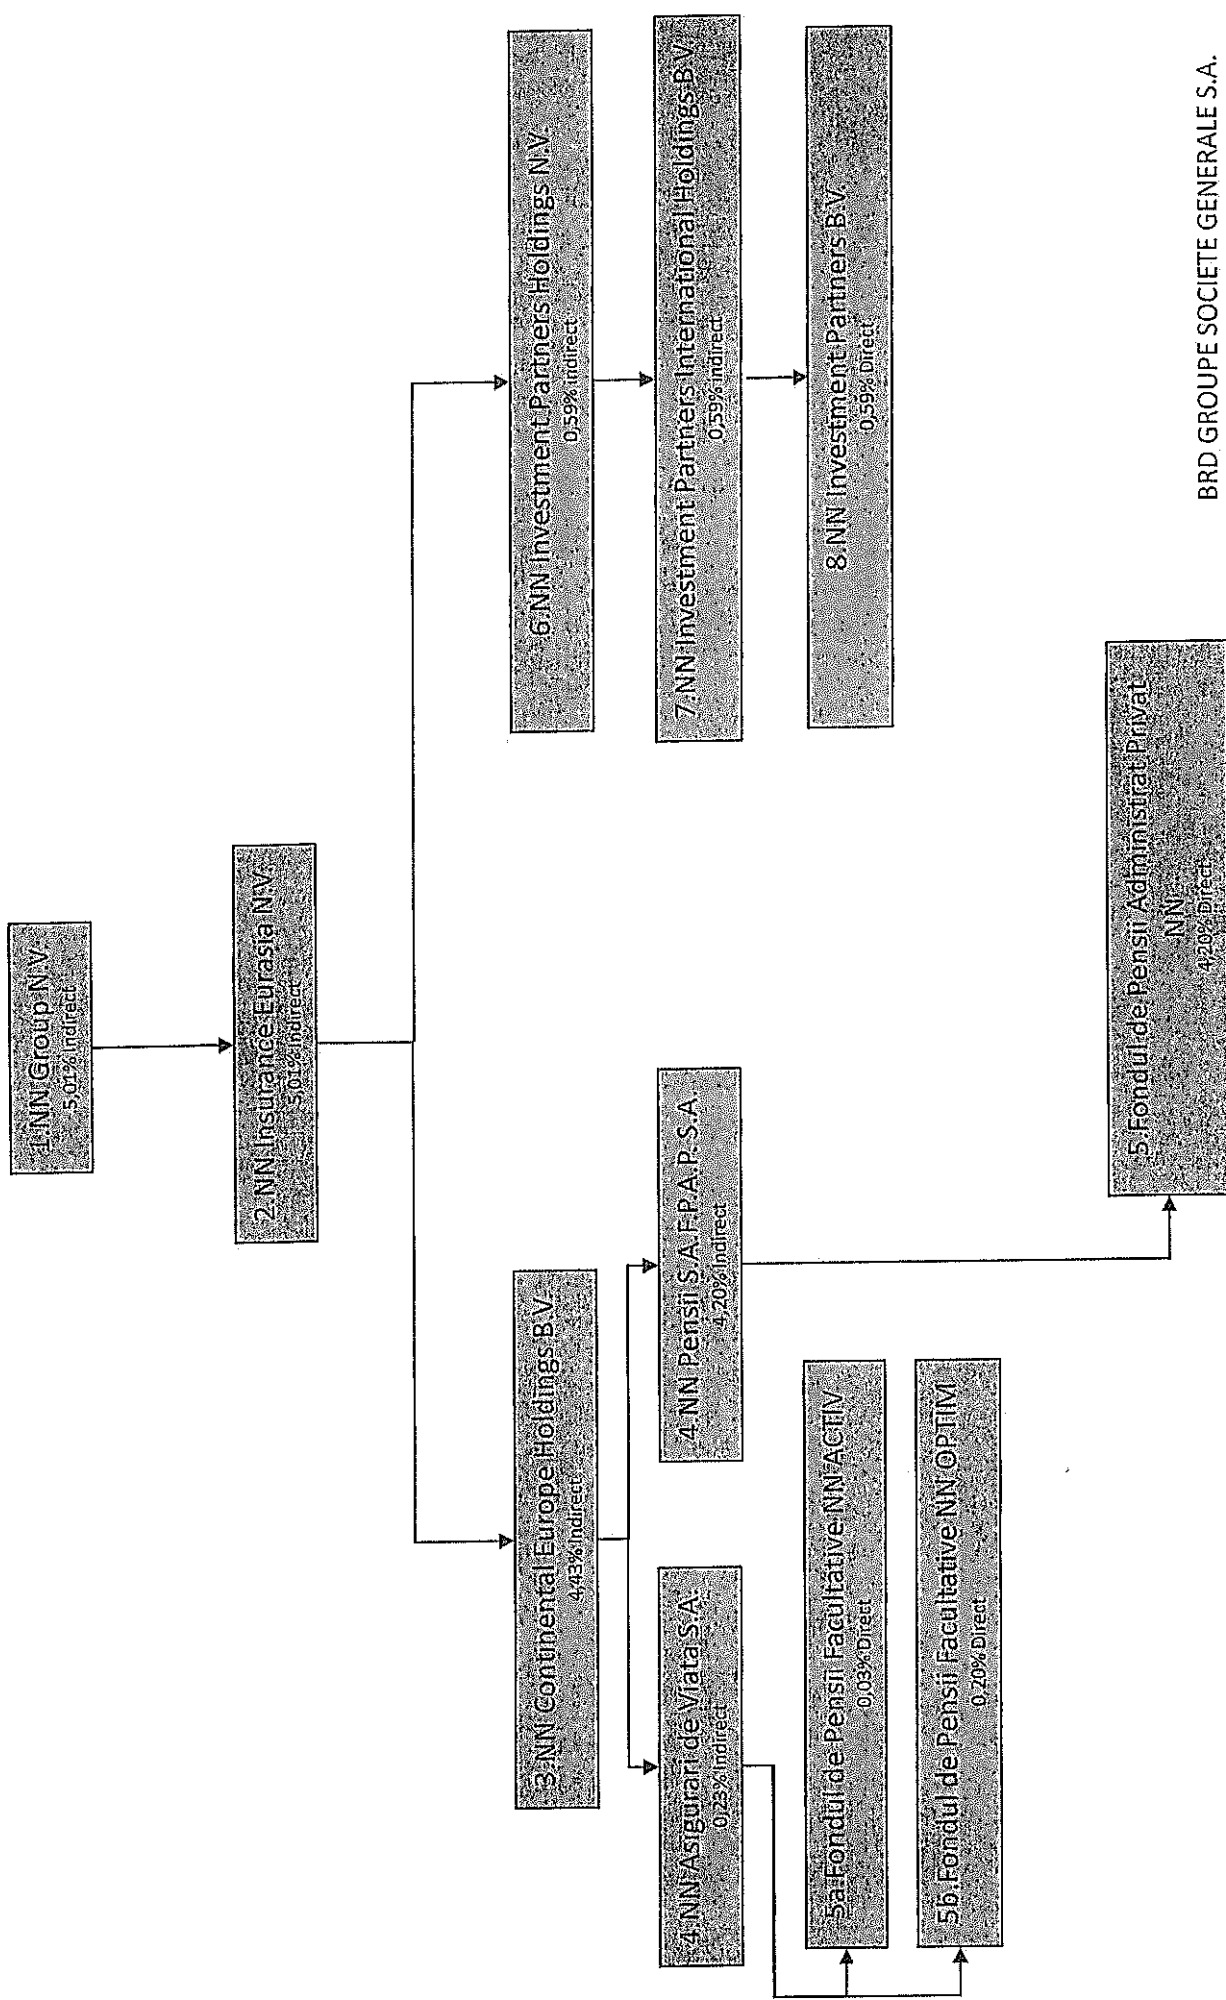 1.NN Group N.V.
5,01% Indirect
2.NN Insurance Eurasia N.V.
5,01% Indirect
3.NN Continental Europe Holdings B.V.
4,43% Indirect
6.NN Investment Partners Holdings N.V.
0,59% indirect
4.NN Asigurari de Viata S.A.
0,23% Indirect
4.NN Pensii S.A.F.P.A.P. S.A
4,20% Indirect
7.NN Investment Partners International Holdings B.V.
0,59% indirect
5a.Fondul de Pensii Facultative NN ACTIV
0,03% Direct
8.NN Investment Partners B.V.
0,59% Direct
5b.Fondul de Pensii Facultative NN OPTIM
0,20% Direct
5.Fondul de Pensii Administrat Privat
NN
4,20% Direct
BRD GROUPE SOCIETE GENERALE S.A.